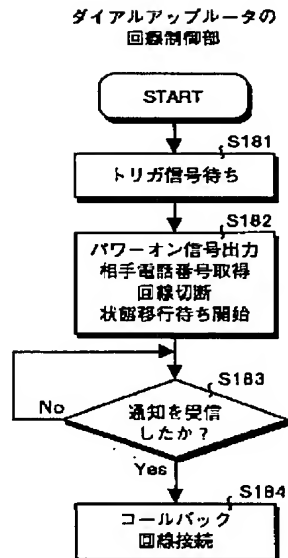 ダイアルアップルータの
回線制御部
START
S181
トリガ信号待ち
S182
パワーオン信号出力
相手電話番号取得
回線切断
状態移行待ち開始
S183
No
通知を受信
したか？
Yes
S184
コールバック
回線接続